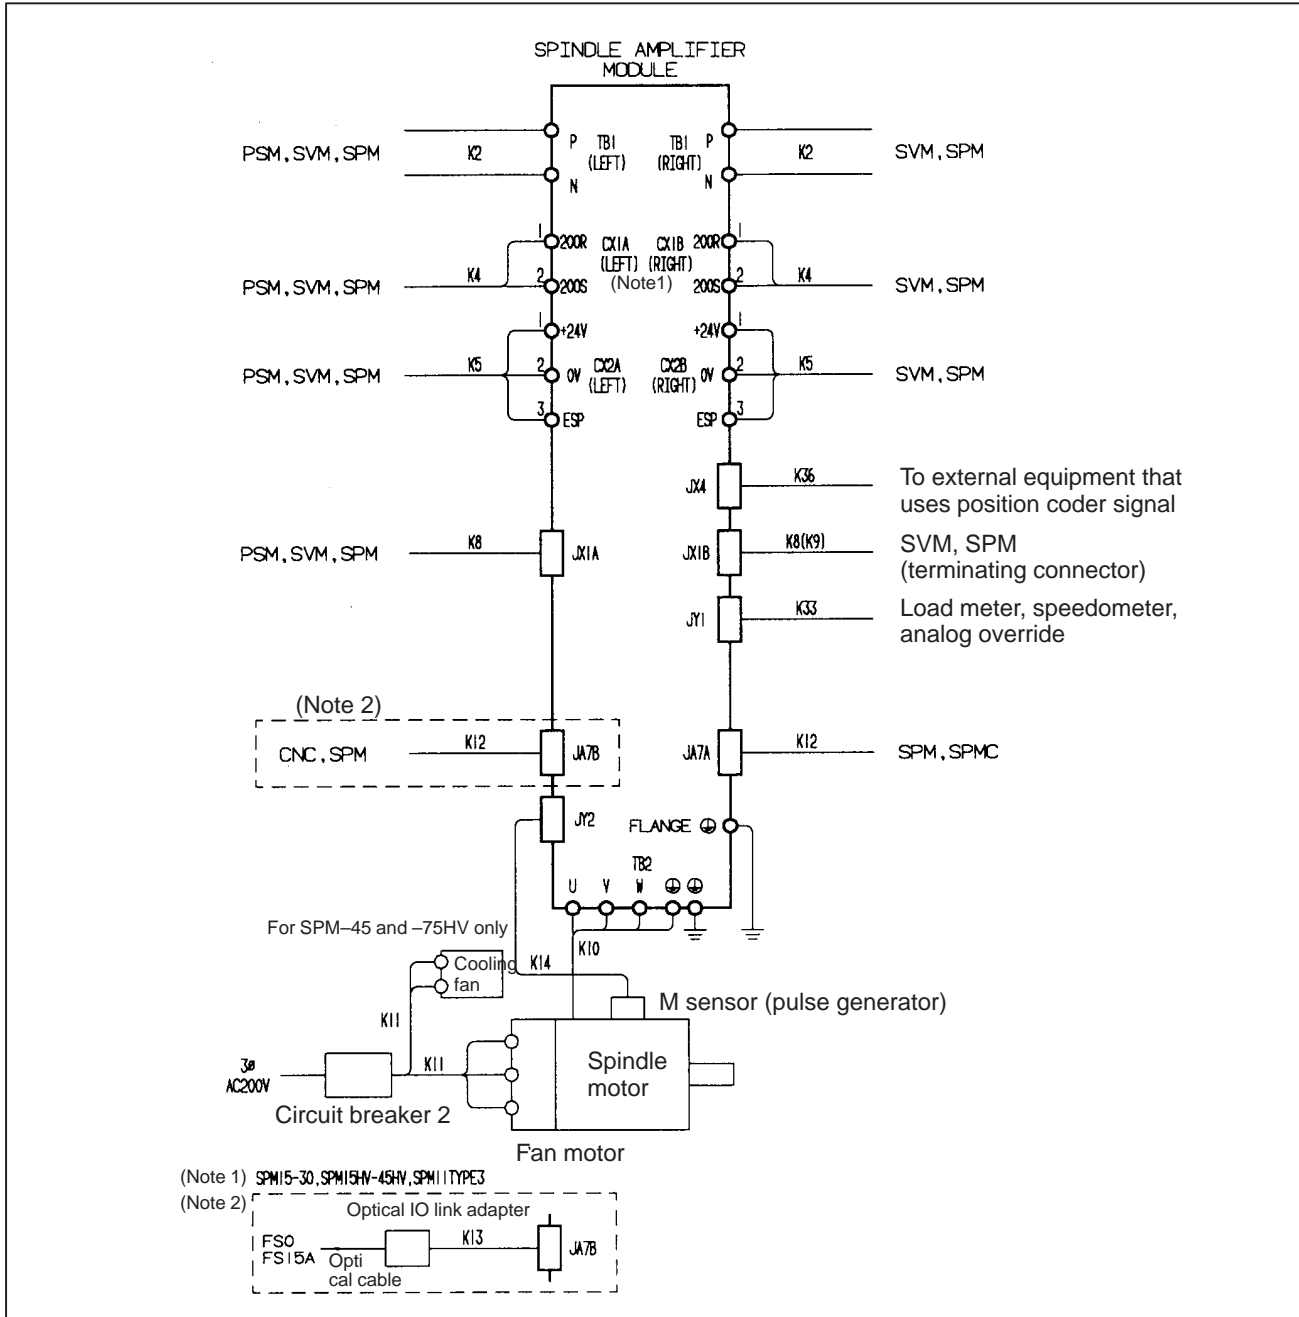 SPINDLE AMPLIFIER
MODULE
PSM, SVM, SPM
K2
P
N
TB1
(LEFT)
TB1
(RIGHT)
P
N
K2
SVM, SPM
PSM, SVM, SPM
K4
1
2
200R
200S
CX1A
(LEFT)
CX1B
(RIGHT)
(Note1)
200R
200S
1
2
K4
SVM, SPM
PSM, SVM, SPM
K5
1
2
3
+24V
0V
ESP
CX2A
(LEFT)
CX2B
(RIGHT)
+24V
0V
ESP
1
2
3
K5
SVM, SPM
JX4
K36
To external equipment that
uses position coder signal
PSM, SVM, SPM
K8
JX1A
JX1B
K8(K9)
SVM, SPM
(terminating connector)
JY1
K33
Load meter, speedometer,
analog override
(Note 2)
CNC, SPM
K12
JA7B
JA7A
K12
SPM, SPMC
JY2
FLANGE
TB2
U
V
W
For SPM–45 and –75HV only
K10
K14
Cooling
fan
M sensor (pulse generator)
K11
3ø
AC200V
K11
Spindle
motor
Circuit breaker 2
Fan motor
(Note 1) SPM15-30, SPM15HV-45HV, SPM11TYPE3
(Note 2)
Optical IO link adapter
FS0
FS15A
K13
JA7B
Opti
cal cable